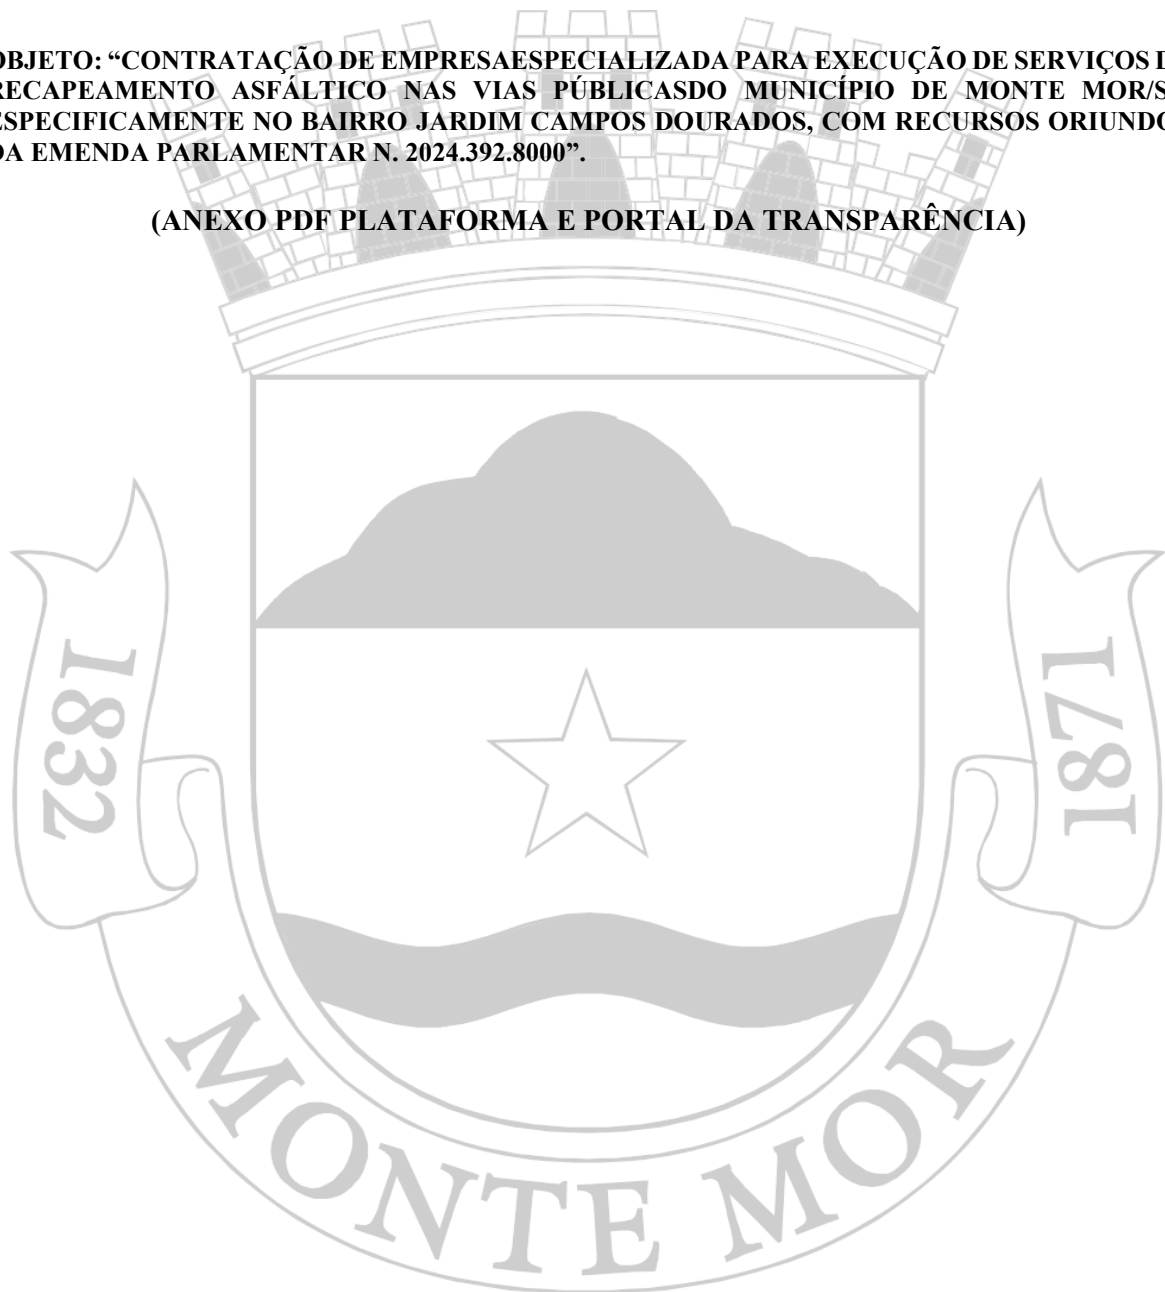 OBJETO: “CONTRATAÇÃO DE EMPRESAESPECIALIZADA PARA EXECUÇÃO DE SERVIÇOS D
RECAPEAMENTO ASFÁLTICO NAS VIAS PÚBLICASDO MUNICÍPIO DE MONTE MOR/S
ESPECIFICAMENTE NO BAIRRO JARDIM CAMPOS DOURADOS, COM RECURSOS ORIUNDO
DA EMENDA PARLAMENTAR N. 2024.392.8000”.
(ANEXO PDF PLATAFORMA E PORTAL DA TRANSPARÊNCIA)
1832
1871
MONTE MOR